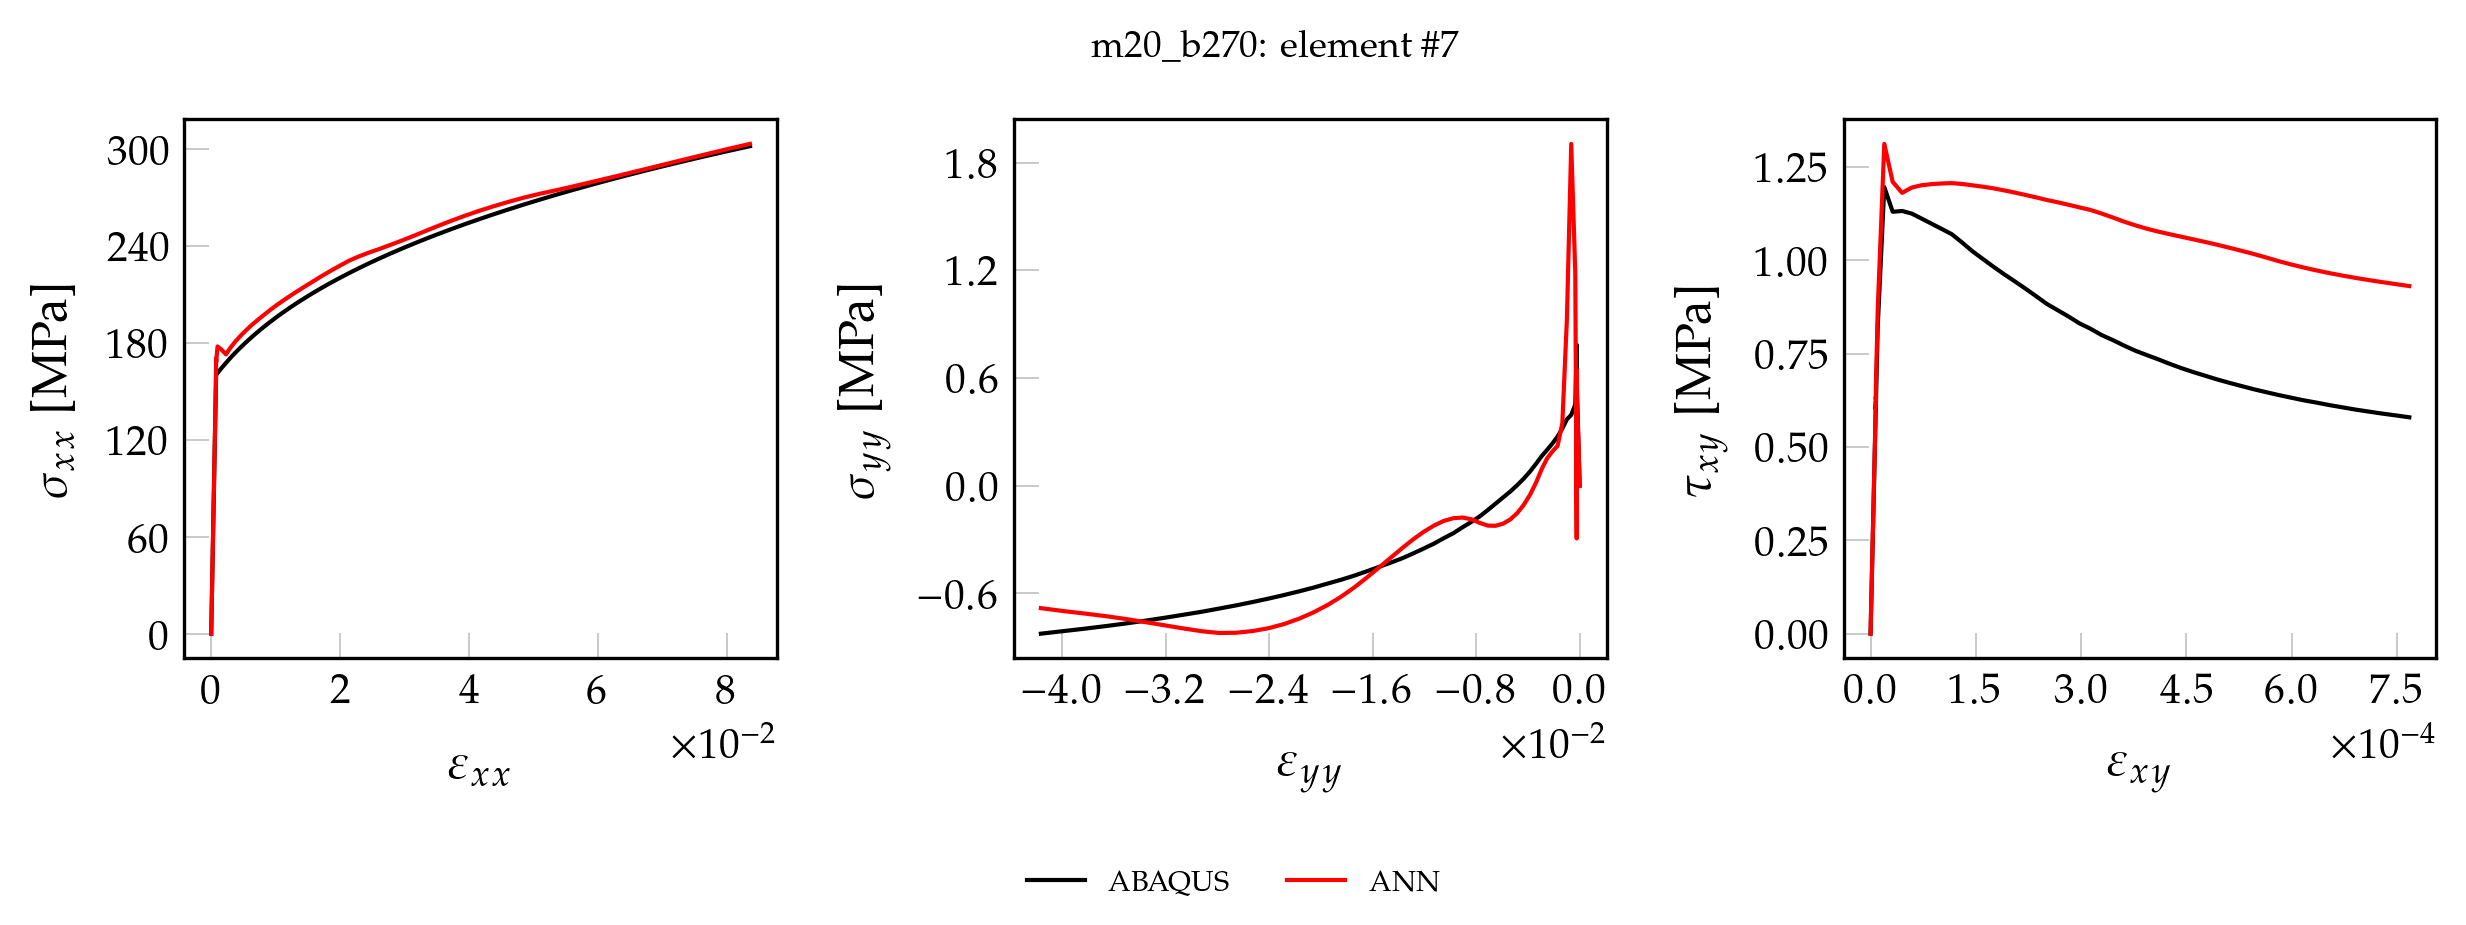 m20_b270: element #7
σxx [MPa]
300
240
180
120
60
0
0 2 4 6 8
×10−2
εxx
σyy [MPa]
1.8
1.2
0.6
0.0
−0.6
−4.0 −3.2 −2.4 −1.6 −0.8 0.0
×10−2
εyy
τxy [MPa]
1.25
1.00
0.75
0.50
0.25
0.00
0.0 1.5 3.0 4.5 6.0 7.5
×10−4
εxy
ABAQUS ANN